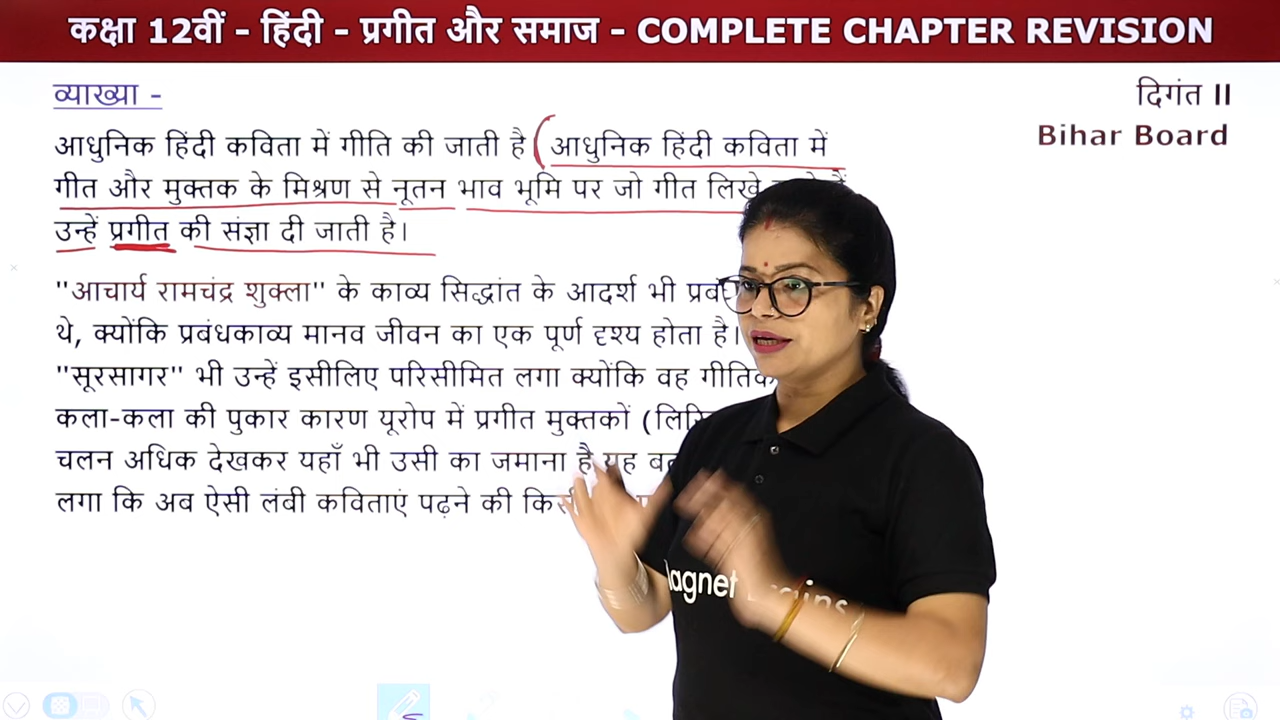 कक्षा 12वीं - हिंदी - प्रगीत और समाज - COMPLETE CHAPTER REVISION
व्याख्या -
दिगंत II
Bihar Board
आधुनिक हिंदी कविता में गीति की जाती है (आधुनिक हिंदी कविता में
गीत और मुक्तक के मिश्रण से नूतन भाव भूमि पर जो गीत लिखे
उन्हें प्रगीत की संज्ञा दी जाती है।
"आचार्य रामचंद्र शुक्ला" के काव्य सिद्धांत के आदर्श भी
थे, क्योंकि प्रबंधकाव्य मानव जीवन का एक पूर्ण दृश्य होता है।
"सूरसागर" भी उन्हें इसीलिए परिसीमित लगा क्योंकि वह
कला-कला की पुकार कारण यूरोप में प्रगीत मुक्तकों
चलन अधिक देखकर यहाँ भी उसी का जमाना है यह
लगा कि अब ऐसी लंबी कविताएं पढ़ने की